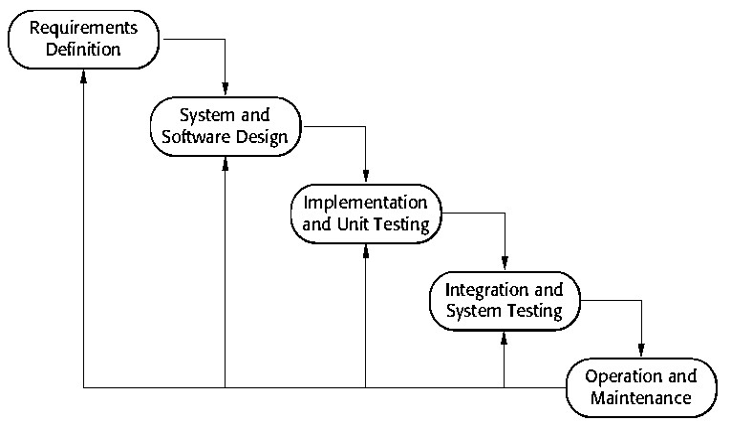 Requirements
Definition
System and
Software Design
Implementation
and Unit Testing
Integration and
System Testing
Operation and
Maintenance